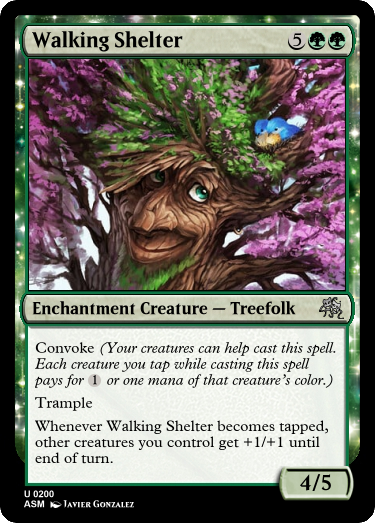 Walking Shelter 5
Enchantment Creature — Treefolk
Convoke (Your creatures can help cast this spell.
Each creature you tap while casting this spell
pays for 1 or one mana of that creature's color.)
Trample
Whenever Walking Shelter becomes tapped,
other creatures you control get +1/+1 until
end of turn.
4/5
U 0200
ASM Javier Gonzalez